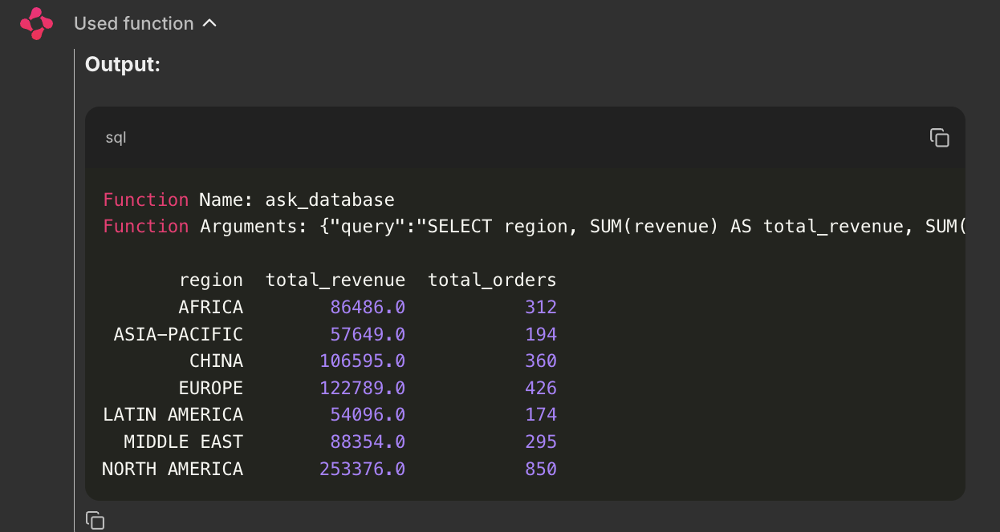 Used function
Output:
sql
Function Name: ask_database
Function Arguments: {"query":"SELECT region, SUM(revenue) AS total_revenue, SUM(
region total_revenue total_orders
AFRICA 86486.0 312
ASIA-PACIFIC 57649.0 194
CHINA 106595.0 360
EUROPE 122789.0 426
LATIN AMERICA 54096.0 174
MIDDLE EAST 88354.0 295
NORTH AMERICA 253376.0 850